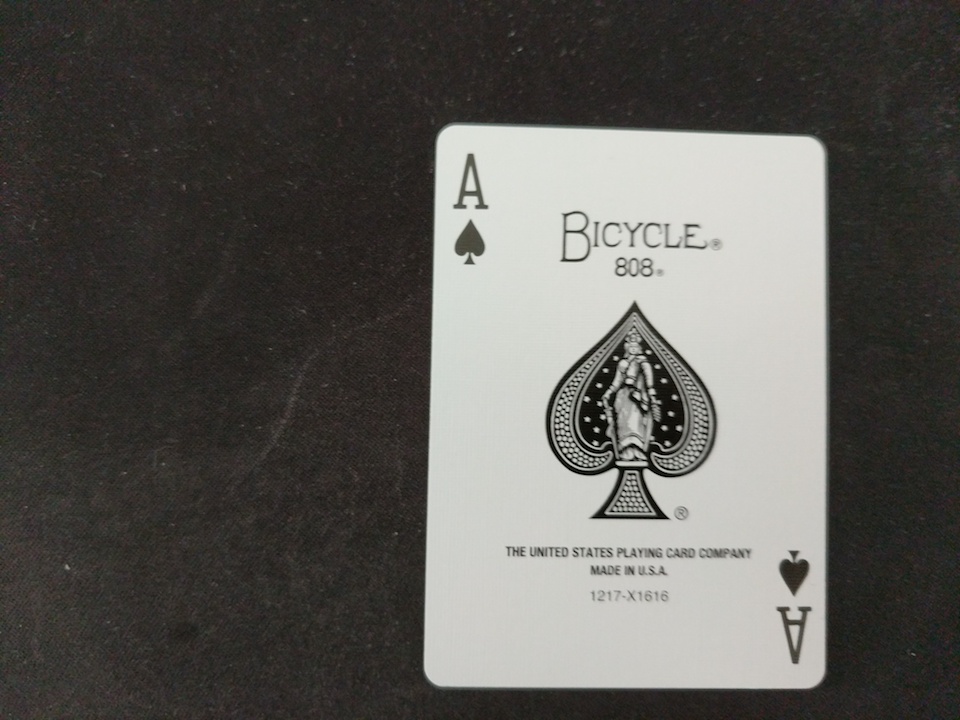 A
BICYCLE®
808®
®
THE UNITED STATES PLAYING CARD COMPANY
MADE IN U.S.A.
1217-X1616
A